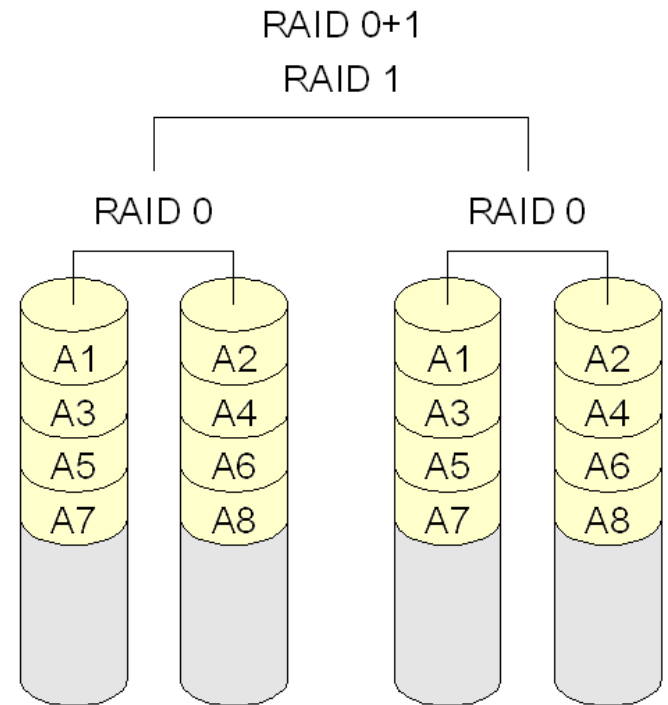 RAID 0+1
RAID 1
RAID 0 RAID 0
A1 A2 A1 A2
A3 A4 A3 A4
A5 A6 A5 A6
A7 A8 A7 A8